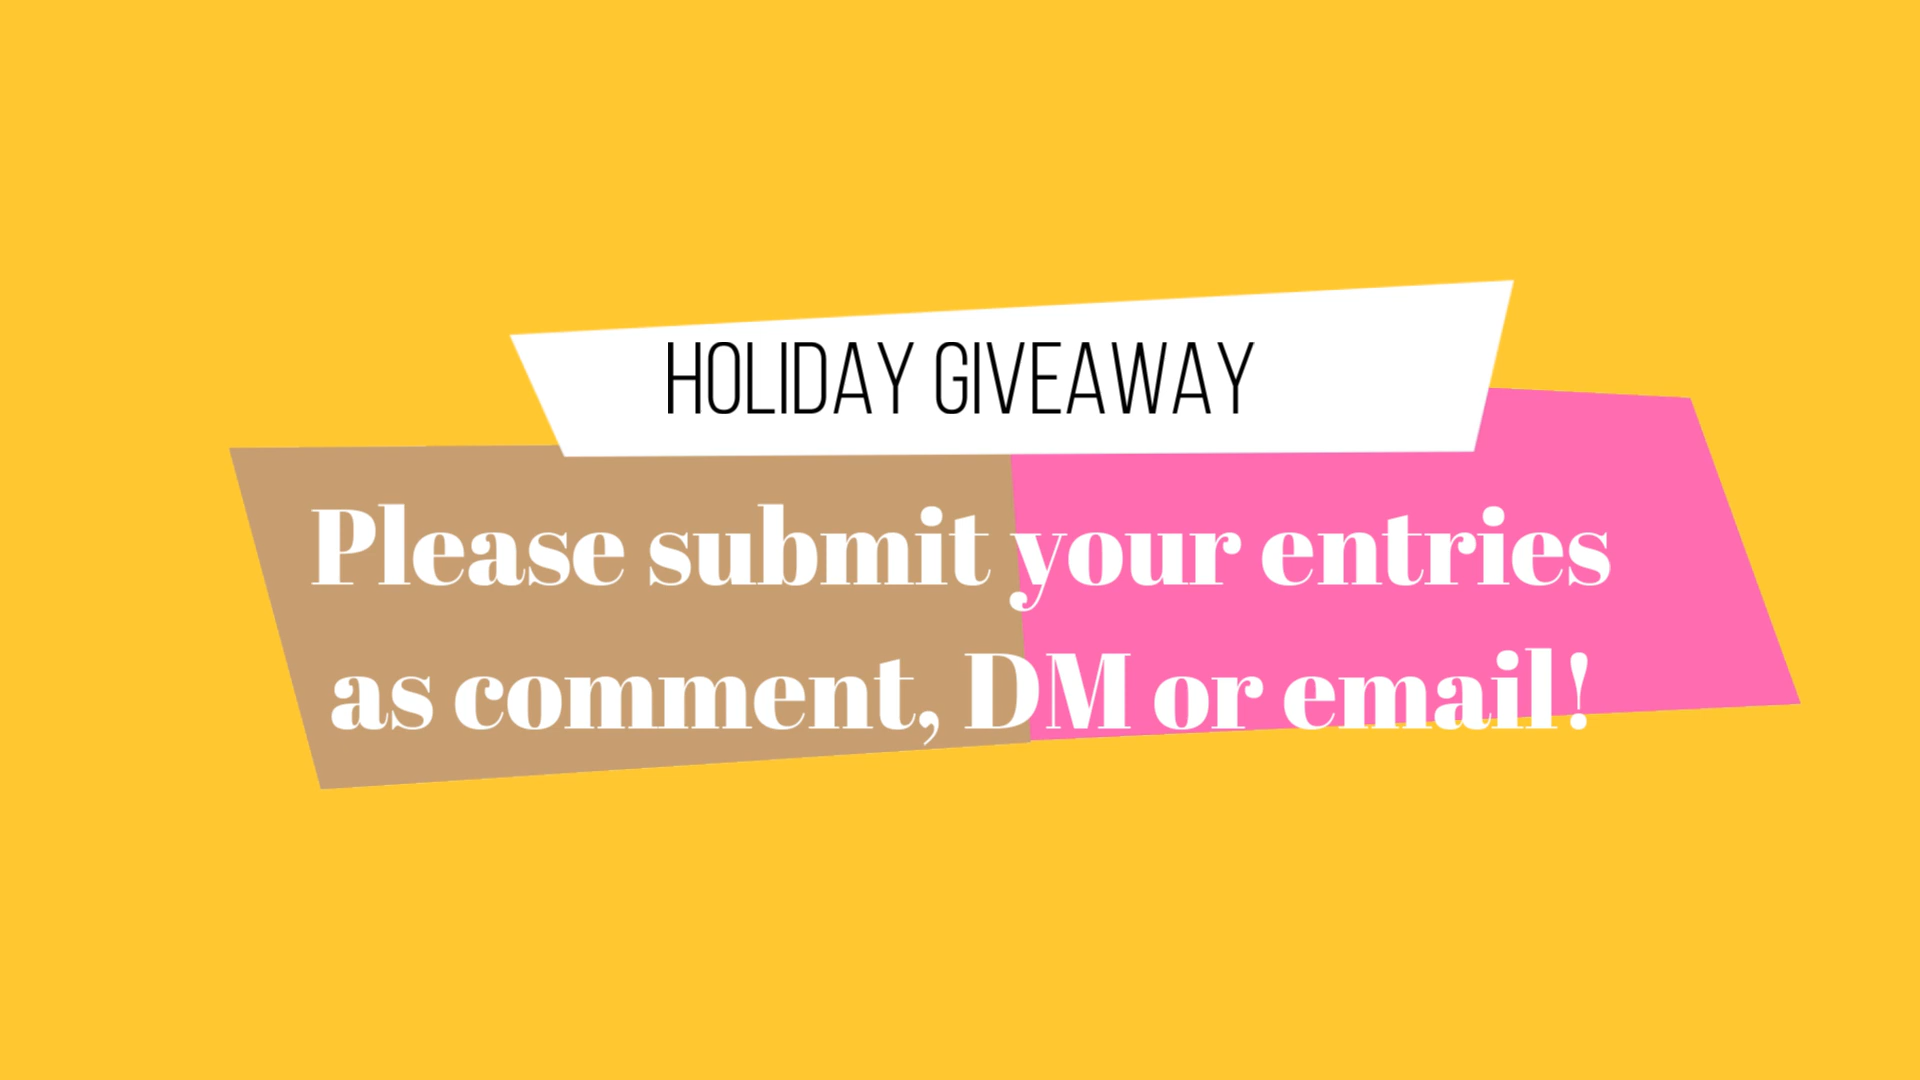 HOLIDAY GIVEAWAY
Please submit your entries
as comment, DM or email!